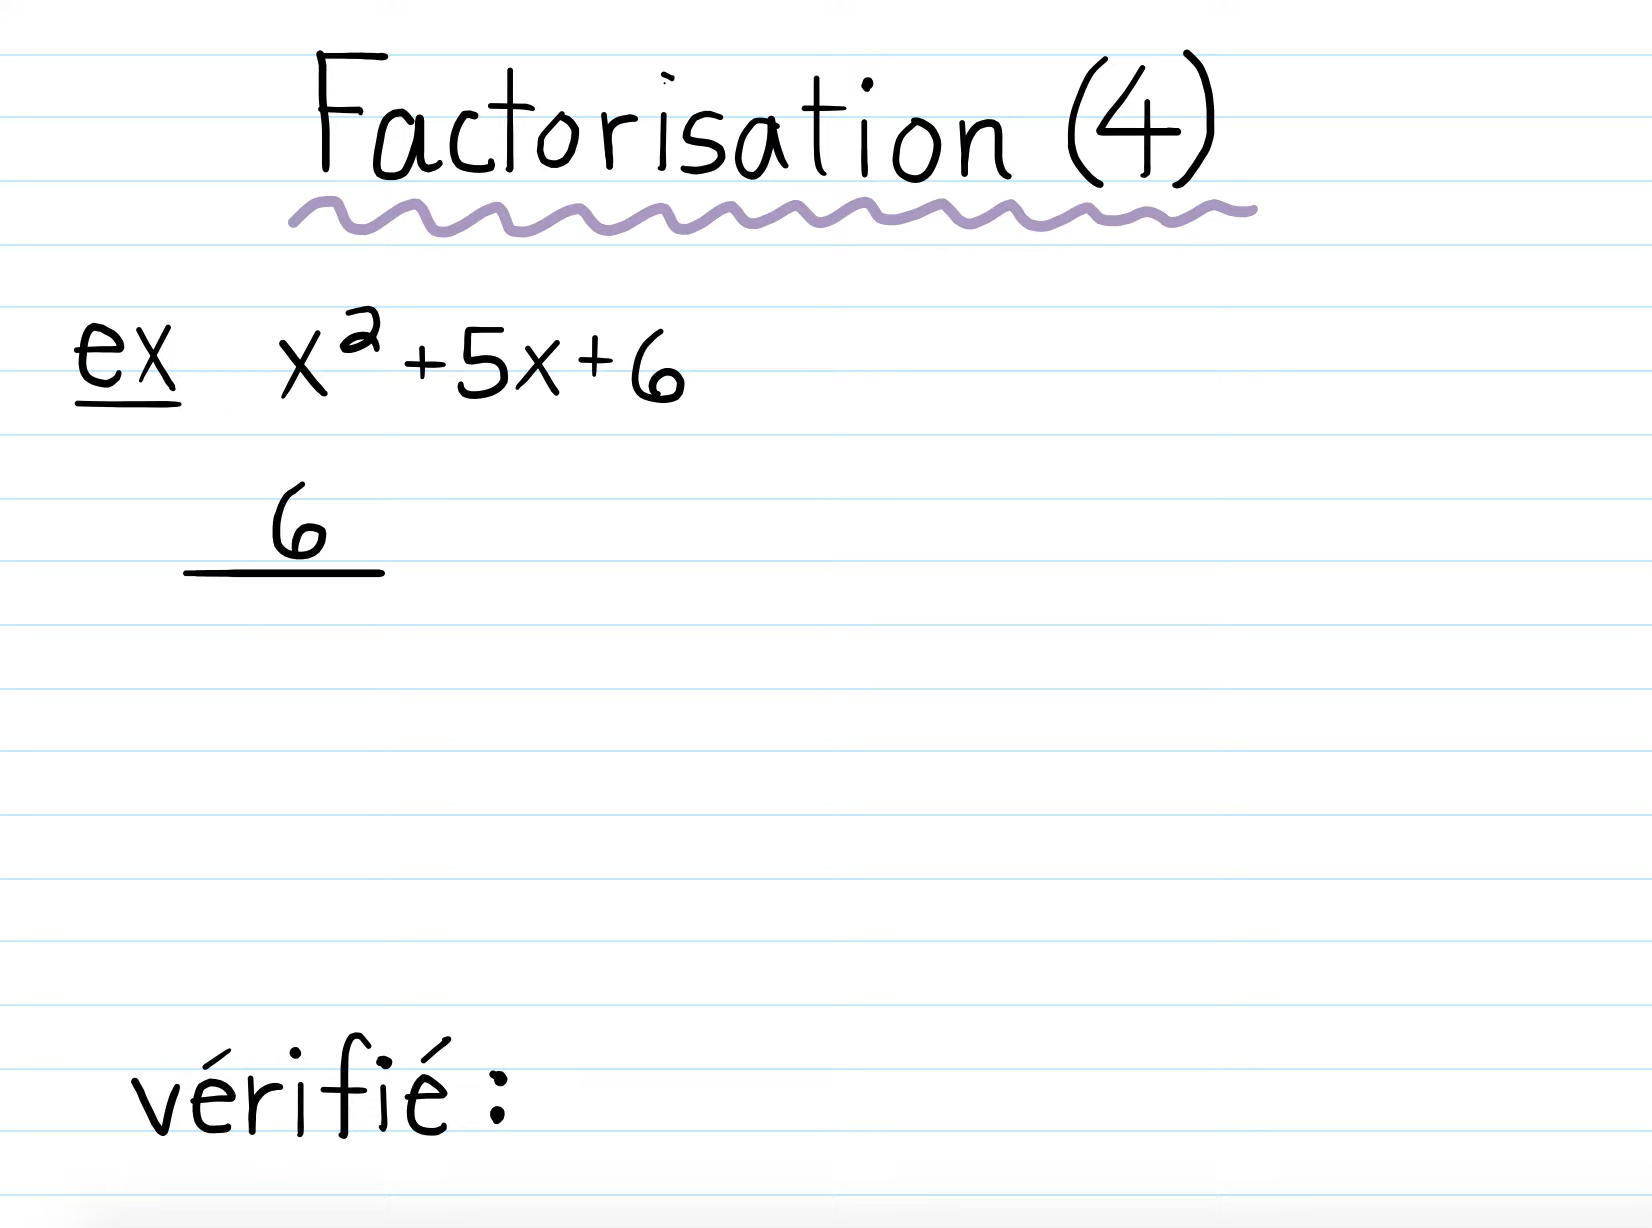 Factorisation (4)
ex x² +5x+6
6
vérifié: